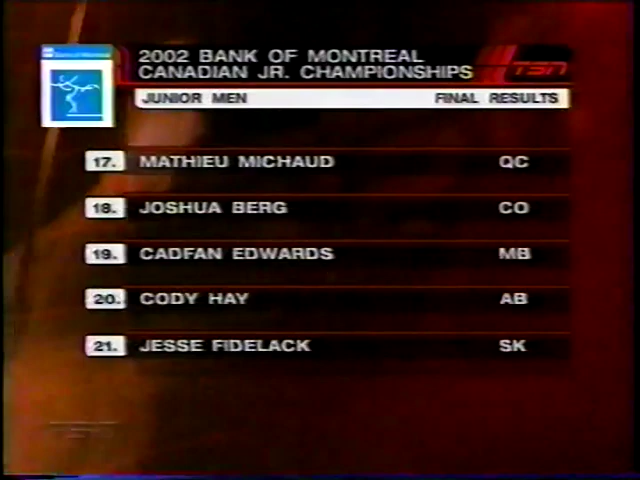 2002 BANK OF MONTREAL
CANADIAN JR. CHAMPIONSHIPS
TSN
JUNIOR MEN FINAL RESULTS
17. MATHIEU MICHAUD QC
18. JOSHUA BERG CO
19. CADFAN EDWARDS MB
20. CODY HAY AB
21. JESSE FIDELACK SK
TSN